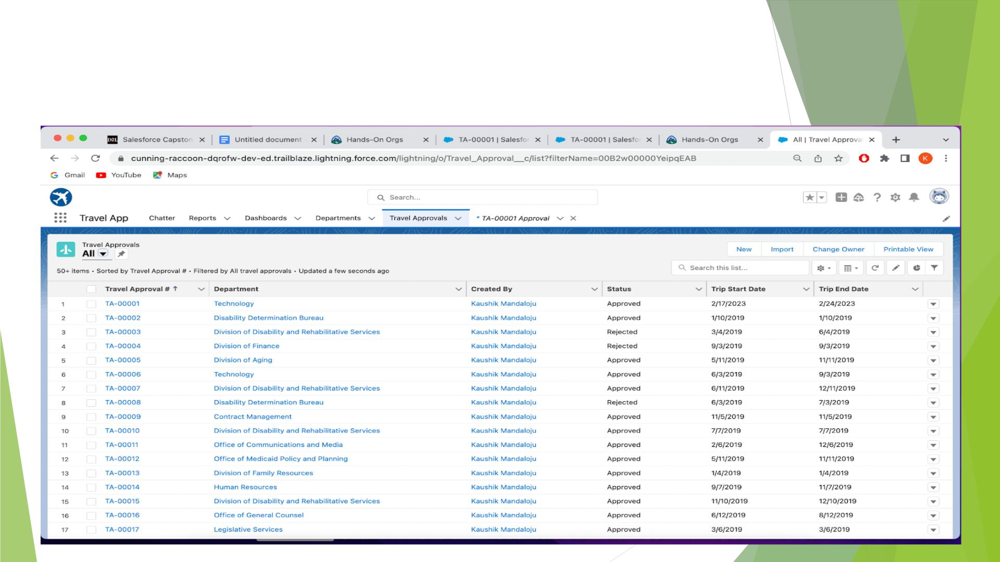 D2L Salesforce Capston Untitled document Hands-On Orgs TA-00001 | Salesfo TA-00001 | Salesfo Hands-On Orgs All | Travel Approva
cunning-raccoon-dqrofw-dev-ed.trailblaze.lightning.force.com/lightning/o/Travel_Approval__c/list?filterName=00B2w00000YeipqEAB K
Gmail YouTube Maps
Search...
Travel App Chatter Reports Dashboards Departments Travel Approvals * TA-00001 Approval
Travel Approvals
All
New Import Change Owner Printable View
50+ items • Sorted by Travel Approval # • Filtered by All travel approvals • Updated a few seconds ago
Search this list...
Travel Approval # ↑ Department Created By Status Trip Start Date Trip End Date
1 TA-00001 Technology Kaushik Mandaloju Approved 2/17/2023 2/24/2023
2 TA-00002 Disability Determination Bureau Kaushik Mandaloju Approved 1/10/2019 1/10/2019
3 TA-00003 Division of Disability and Rehabilitative Services Kaushik Mandaloju Rejected 3/4/2019 6/4/2019
4 TA-00004 Division of Finance Kaushik Mandaloju Rejected 9/3/2019 9/3/2019
5 TA-00005 Division of Aging Kaushik Mandaloju Approved 5/11/2019 11/11/2019
6 TA-00006 Technology Kaushik Mandaloju Approved 6/3/2019 9/3/2019
7 TA-00007 Division of Disability and Rehabilitative Services Kaushik Mandaloju Approved 6/11/2019 12/11/2019
8 TA-00008 Disability Determination Bureau Kaushik Mandaloju Rejected 6/3/2019 7/3/2019
9 TA-00009 Contract Management Kaushik Mandaloju Approved 11/5/2019 11/5/2019
10 TA-00010 Division of Disability and Rehabilitative Services Kaushik Mandaloju Approved 7/7/2019 7/7/2019
11 TA-00011 Office of Communications and Media Kaushik Mandaloju Approved 2/6/2019 12/6/2019
12 TA-00012 Office of Medicaid Policy and Planning Kaushik Mandaloju Approved 5/11/2019 11/11/2019
13 TA-00013 Division of Family Resources Kaushik Mandaloju Approved 1/4/2019 1/4/2019
14 TA-00014 Human Resources Kaushik Mandaloju Approved 9/7/2019 11/7/2019
15 TA-00015 Division of Disability and Rehabilitative Services Kaushik Mandaloju Approved 11/10/2019 12/10/2019
16 TA-00016 Office of General Counsel Kaushik Mandaloju Approved 6/12/2019 8/12/2019
17 TA-00017 Legislative Services Kaushik Mandaloju Approved 3/6/2019 3/6/2019